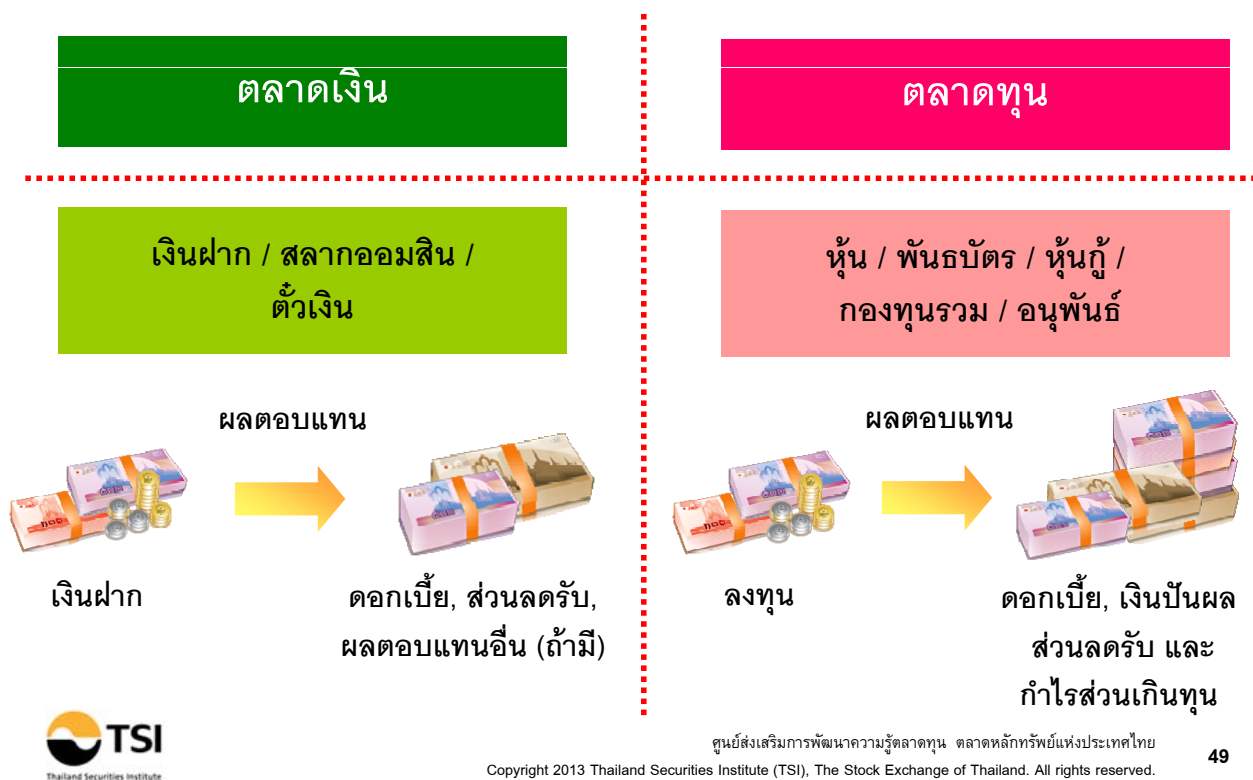 ตลาดเงิน
ตลาดทุน
เงินฝาก / สลากออมสิน /
ตั๋วเงิน
หุ้น / พันธบัตร / หุ้นกู้ /
กองทุนรวม / อนุพันธ์
ผลตอบแทน
เงินฝาก
ดอกเบี้ย, ส่วนลดรับ,
ผลตอบแทนอื่น (ถ้ามี)
ผลตอบแทน
ลงทุน
ดอกเบี้ย, เงินปันผล
ส่วนลดรับ และ
กำไรส่วนเกินทุน
TSI
Thailand Securities Institute
ศูนย์ส่งเสริมการพัฒนาความรู้ตลาดทุน ตลาดหลักทรัพย์แห่งประเทศไทย
Copyright 2013 Thailand Securities Institute (TSI), The Stock Exchange of Thailand. All rights reserved.
49